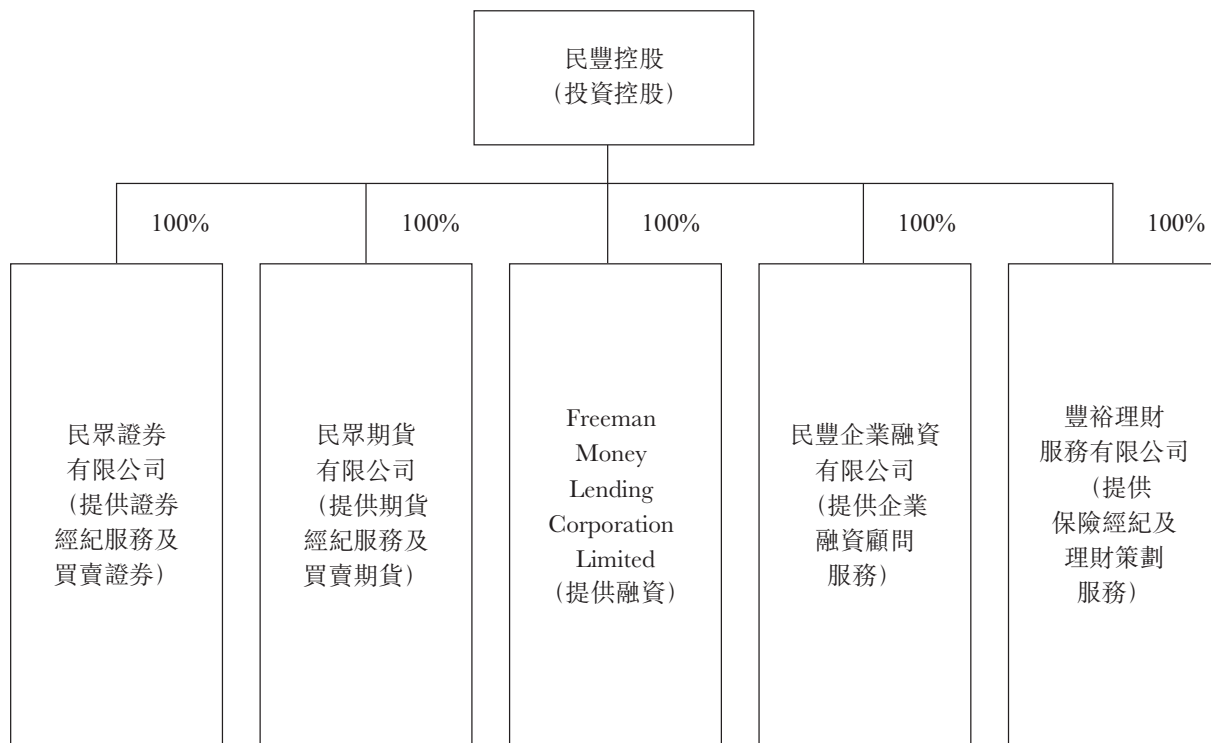 民豐控股
(投資控股)
100%
100%
100%
100%
100%
民眾證券
有限公司
(提供證券
經紀服務及
買賣證券)
民眾期貨
有限公司
(提供期貨
經紀服務及
買賣期貨)
Freeman
Money
Lending
Corporation
Limited
(提供融資)
民豐企業融資
有限公司
(提供企業
融資顧問
服務)
豐裕理財
服務有限公司
(提供
保險經紀及
理財策劃
服務)